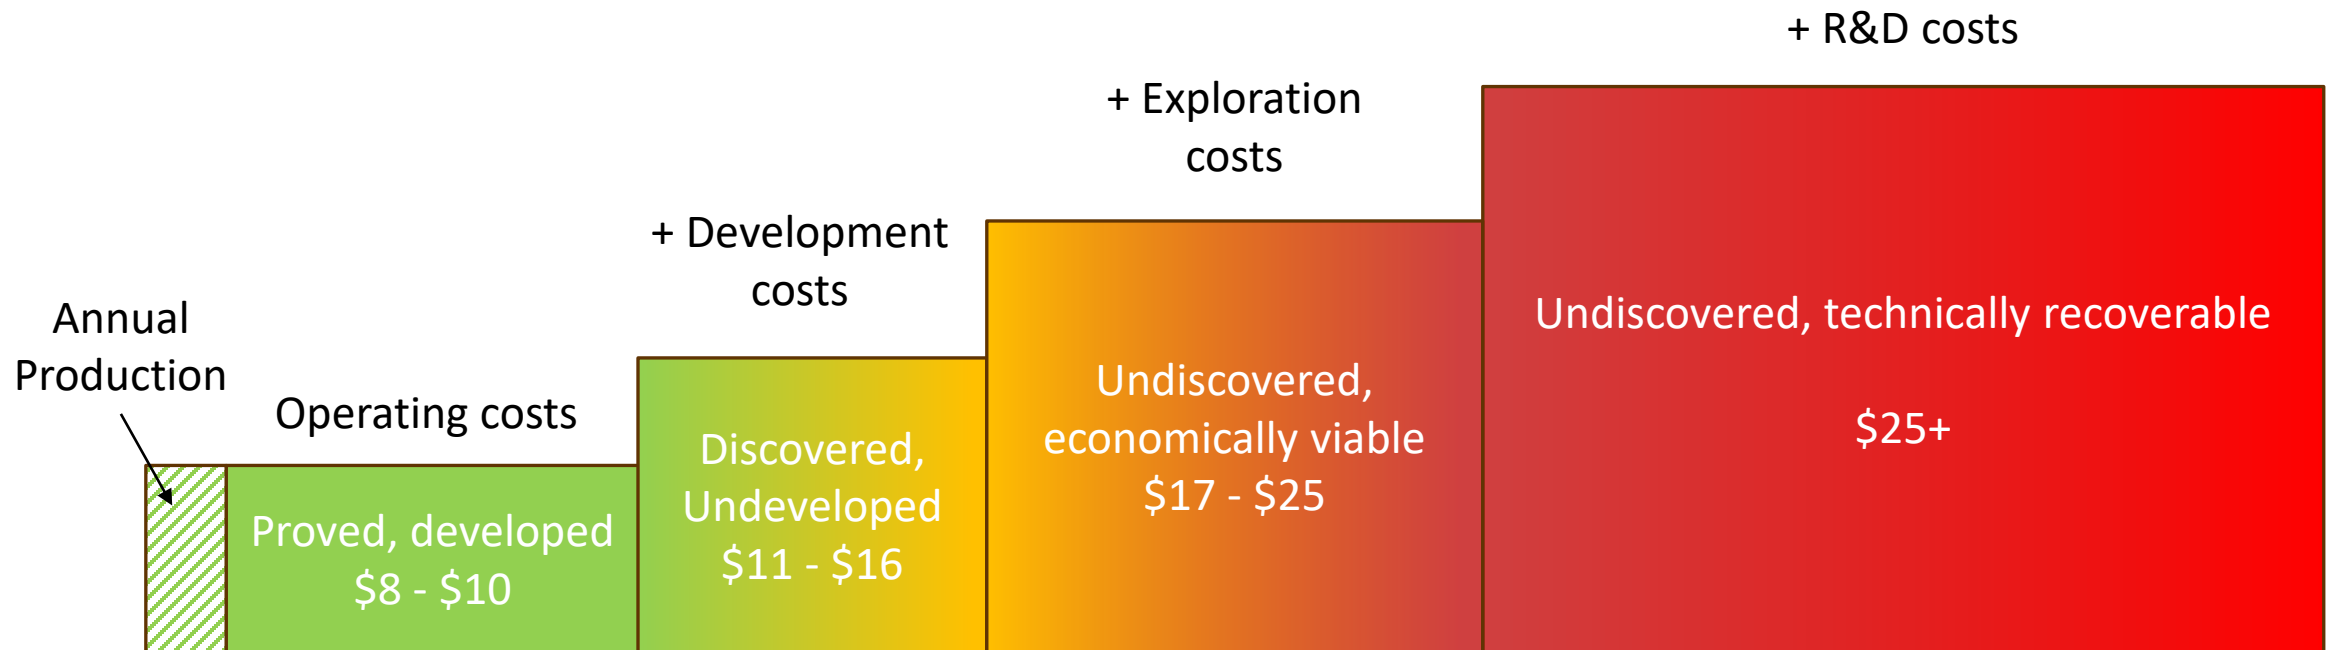 Annual
Production
Operating costs
Proved, developed
$8 - $10
+ Development
costs
Discovered,
Undeveloped
$11 - $16
+ Exploration
costs
Undiscovered,
economically viable
$17 - $25
+ R&D costs
Undiscovered, technically recoverable
$25+